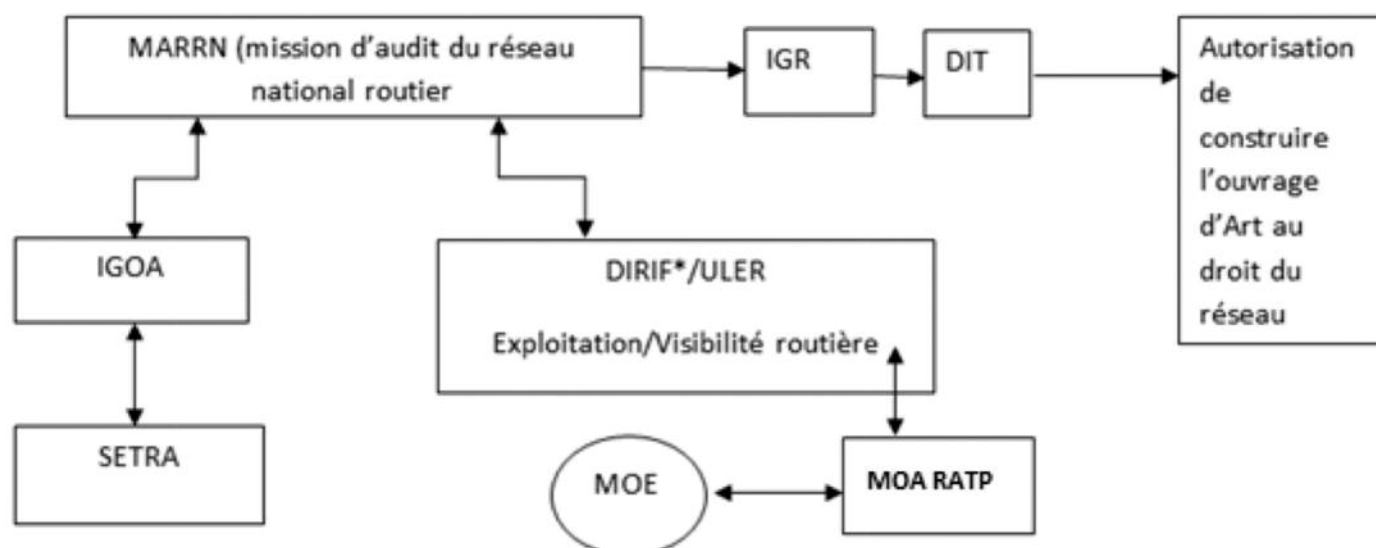 MARRN (mission d'audit du réseau
national routier
IGR
DIT
Autorisation
de
construire
l'ouvrage
d'Art au
droit du
réseau
IGOA
DIRIF*/ULER
Exploitation/Visibilité routière
SETRA
MOE
MOA RATP